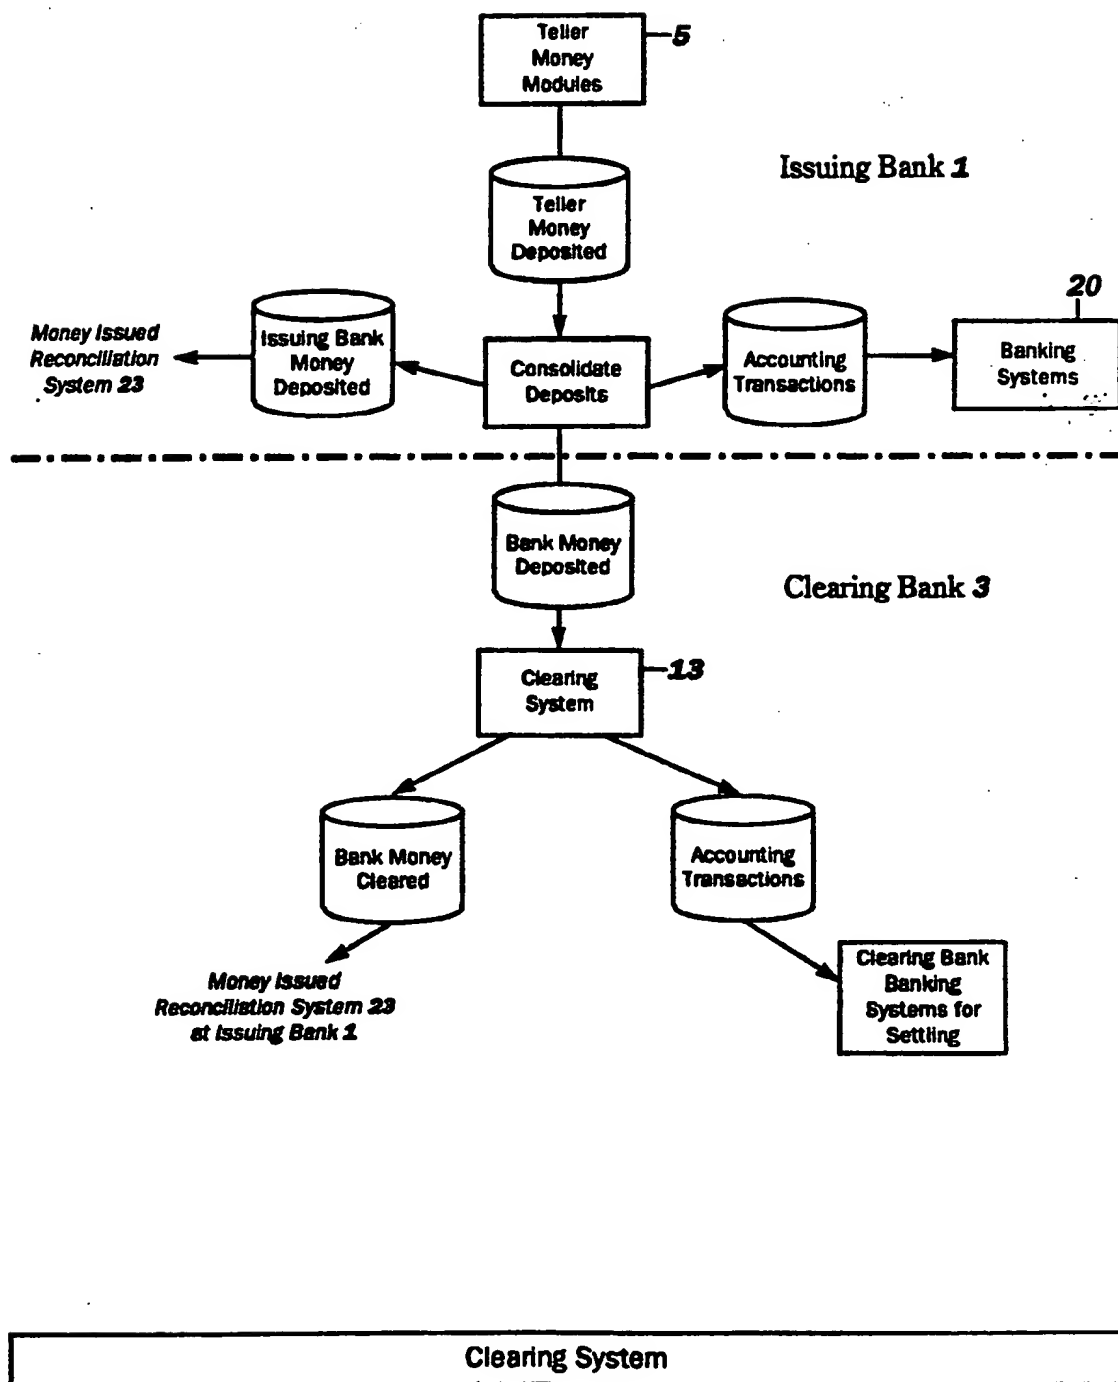 Teller
Money
Modules
5
Issuing Bank 1
Teller
Money
Deposited
20
Money Issued
Reconciliation
System 23
Issuing Bank
Money
Deposited
Consolidate
Deposits
Accounting
Transactions
Banking
Systems
Bank Money
Deposited
Clearing Bank 3
Clearing
System
13
Bank Money
Cleared
Accounting
Transactions
Money Issued
Reconciliation System 23
at Issuing Bank 1
Clearing Bank
Banking
Systems for
Settling
Clearing System